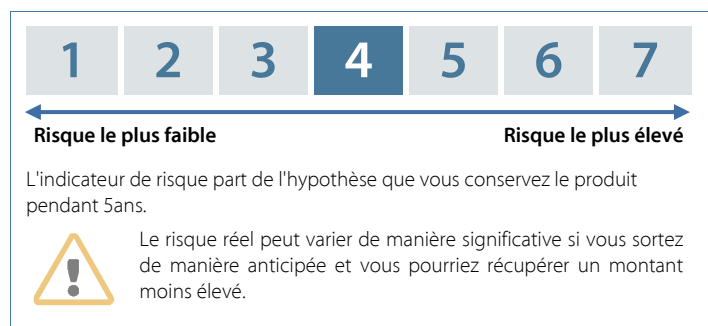 1 2 3 4 5 6 7
Risque le plus faible Risque le plus élevé
L'indicateur de risque part de l'hypothèse que vous conservez le produit
pendant 5ans.
Le risque réel peut varier de manière significative si vous sortez
de manière anticipée et vous pourriez récupérer un montant
moins élevé.